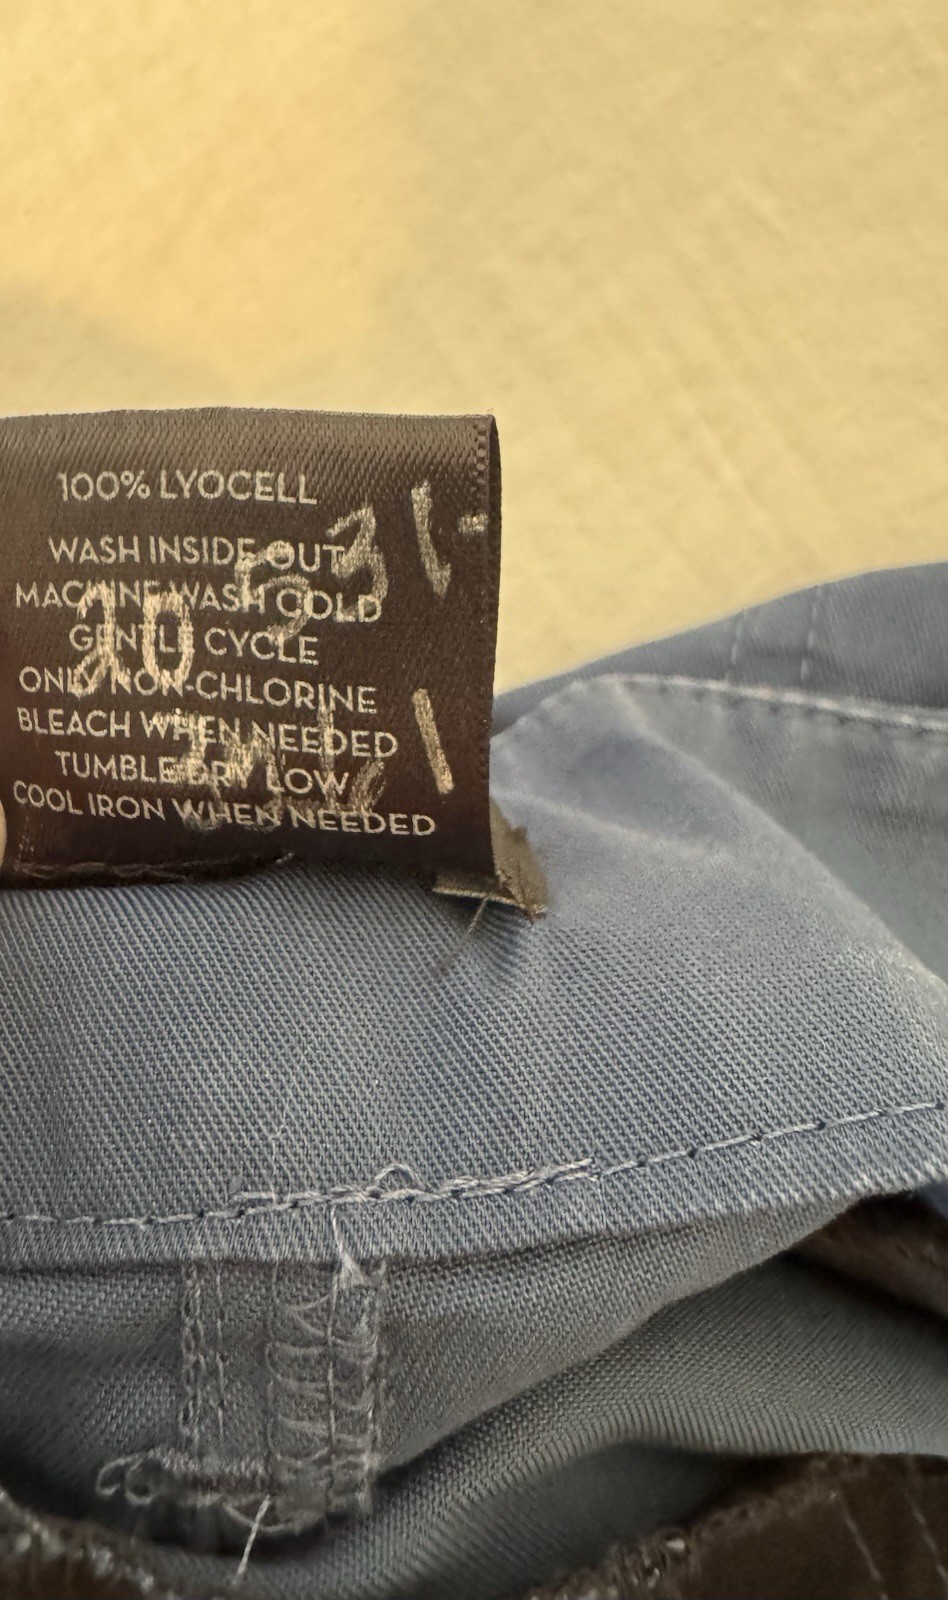 100% LYOCELL
WASH INSIDE OUT
MACHINE WASH COLD
GENTLE CYCLE
ONLY NON-CHLORINE
BLEACH WHEN NEEDED
TUMBLE DRY LOW
COOL IRON WHEN NEEDED
20